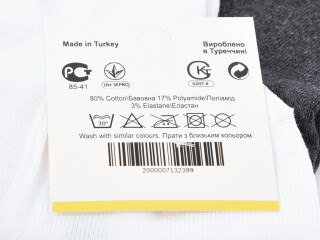 Made in Turkey
Вироблено
в Туреччині
85-41
Ukr SEPRO
80% Cotton\Бавовна 17% Polyamide\Поліамід
3% Elastane\Еластан
30°
Wash with similar colours. Прати з близьким кольором.
2000007132399